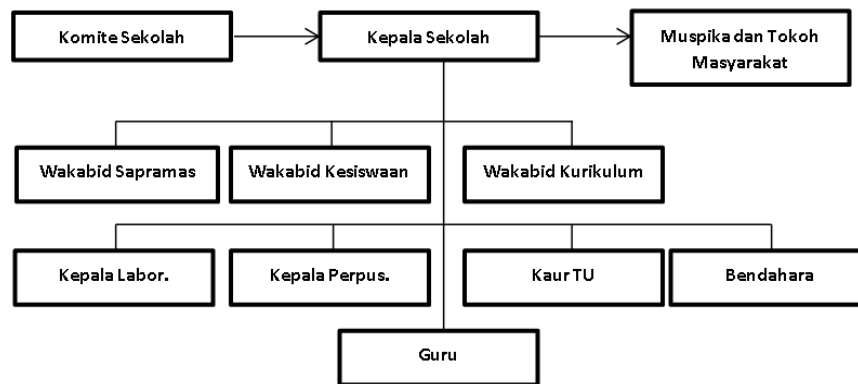 Komite Sekolah
Kepala Sekolah
Muspika dan Tokoh
Masyarakat
Wakabid Sapramas
Wakabid Kesiswaan
Wakabid Kurikulum
Kepala Labor.
Kepala Perpus.
Kaur TU
Bendahara
Guru